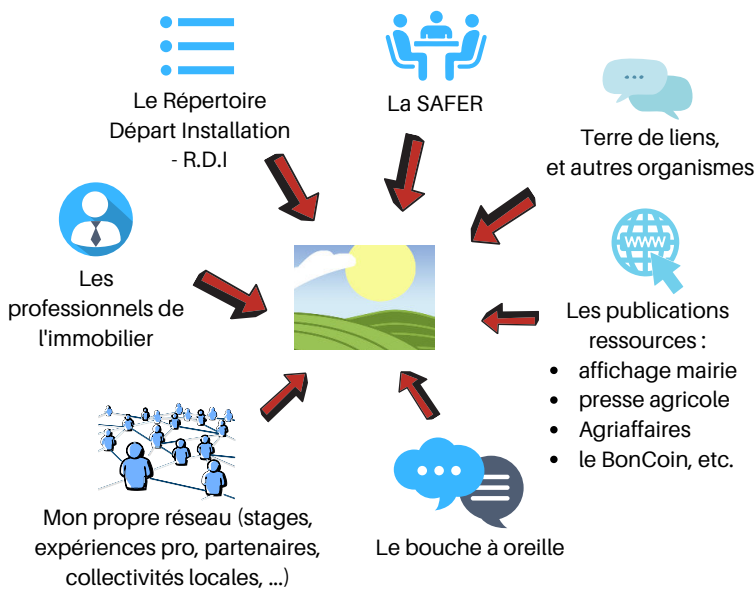 Le Répertoire
Départ Installation
- R.D.I
La SAFER
Terre de liens,
et autres organismes
Les
professionnels de
l'immobilier
www
Les publications
ressources :
• affichage mairie
• presse agricole
• Agriaffaires
• le BonCoin, etc.
Mon propre réseau (stages,
expériences pro, partenaires,
collectivités locales, ...)
Le bouche à oreille